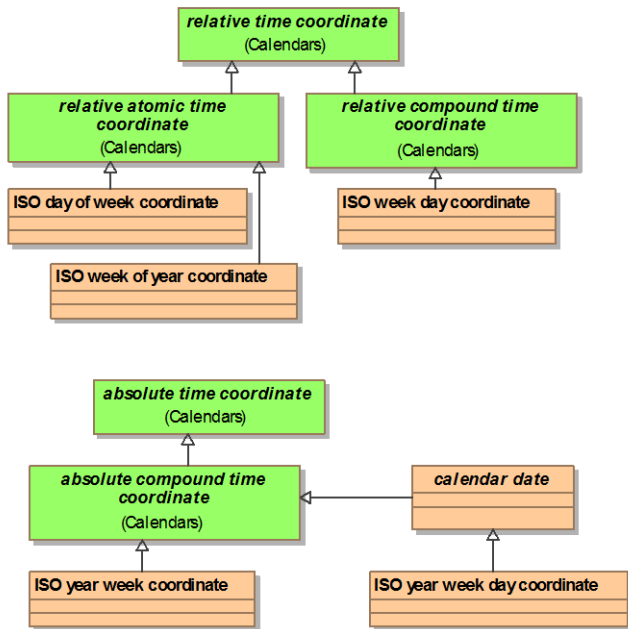 relative time coordinate
(Calendars)
relative atomic time
coordinate
(Calendars)
relative compound time
coordinate
(Calendars)
ISO day of week coordinate
ISO week day coordinate
ISO week of year coordinate
absolute time coordinate
(Calendars)
absolute compound time
coordinate
(Calendars)
calendar date
ISO year week coordinate
ISO year week day coordinate